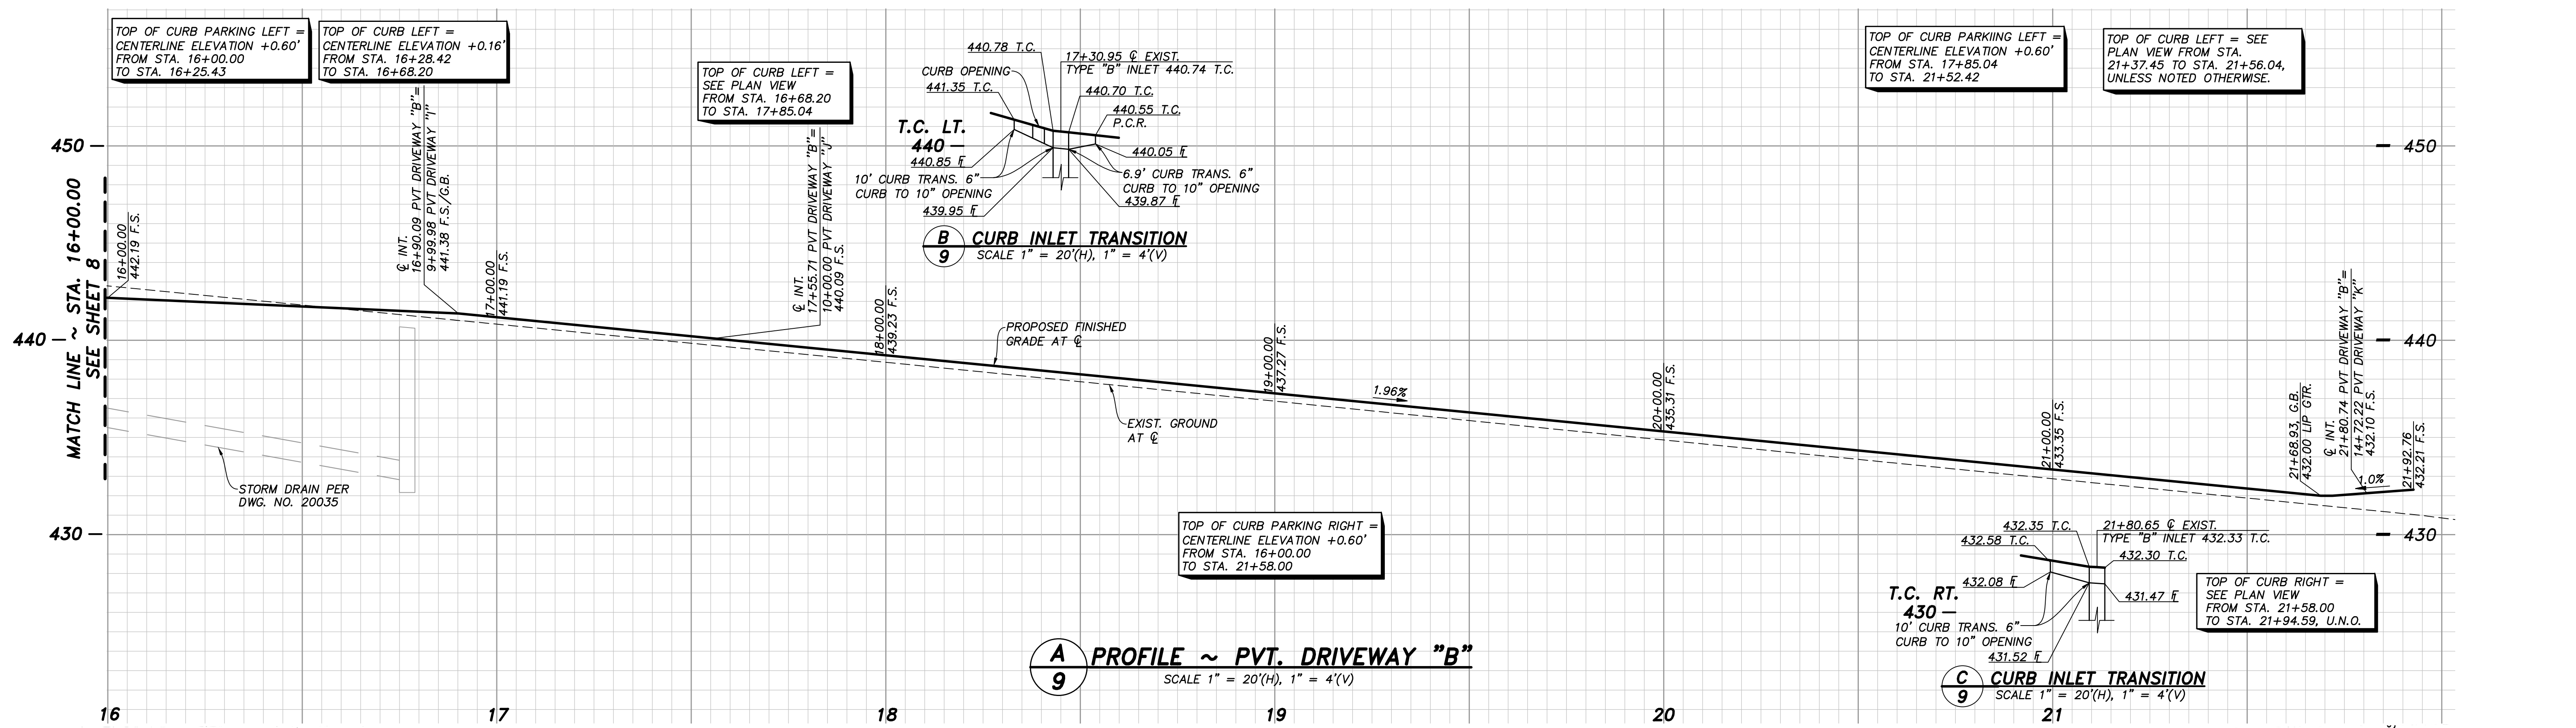 TOP OF CURB PARKING LEFT =
CENTERLINE ELEVATION +0.60'
FROM STA. 16+00.00
TO STA. 16+25.43
TOP OF CURB LEFT =
CENTERLINE ELEVATION +0.16'
FROM STA. 16+28.42
TO STA. 16+68.20
TOP OF CURB LEFT =
SEE PLAN VIEW
FROM STA. 16+68.20
TO STA. 17+85.04
TOP OF CURB PARKIING LEFT =
CENTERLINE ELEVATION +0.60'
FROM STA. 17+85.04
TO STA. 21+52.42
TOP OF CURB LEFT = SEE
PLAN VIEW FROM STA.
21+37.45 TO STA. 21+56.04,
UNLESS NOTED OTHERWISE.
440.78 T.C.
17+30.95 ℄ EXIST.
TYPE "B" INLET 440.74 T.C.
CURB OPENING
441.35 T.C.
440.70 T.C.
440.55 T.C.
P.C.R.
T.C. LT.
440
440.85 FL
440.05 FL
10' CURB TRANS. 6"
CURB TO 10" OPENING
6.9' CURB TRANS. 6"
CURB TO 10" OPENING
439.87 FL
439.95 FL
B
9
CURB INLET TRANSITION
SCALE 1" = 20'(H), 1" = 4'(V)
450
440
430
450
440
430
MATCH LINE ~ STA. 16+00.00
SEE SHEET 8
16+00.00
442.19 F.S.
℄ INT.
16+90.09 PVT DRIVEWAY "B"=
9+99.98 PVT DRIVEWAY "I"
441.38 F.S./G.B.
17+00.00
441.19 F.S.
℄ INT.
17+55.71 PVT DRIVEWAY "B"=
10+00.00 PVT DRIVEWAY "J"
440.09 F.S.
18+00.00
439.23 F.S.
PROPOSED FINISHED
GRADE AT ℄
19+00.00
437.27 F.S.
1.96%
EXIST. GROUND
AT ℄
20+00.00
435.31 F.S.
21+00.00
433.35 F.S.
21+68.93, G.B.
432.00 LIP GTR.
℄ INT.
21+80.74 PVT DRIVEWAY "B"=
14+72.22 PVT DRIVEWAY "K"
432.10 F.S.
1.0%
21+92.76
432.21 F.S.
STORM DRAIN PER
DWG. NO. 20035
TOP OF CURB PARKING RIGHT =
CENTERLINE ELEVATION +0.60'
FROM STA. 16+00.00
TO STA. 21+58.00
432.35 T.C.
21+80.65 ℄ EXIST.
TYPE "B" INLET 432.33 T.C.
432.58 T.C.
432.30 T.C.
432.08 FL
T.C. RT.
430
431.47 FL
10' CURB TRANS. 6"
CURB TO 10" OPENING
431.52 FL
TOP OF CURB RIGHT =
SEE PLAN VIEW
FROM STA. 21+58.00
TO STA. 21+94.59, U.N.O.
C
9
CURB INLET TRANSITION
SCALE 1" = 20'(H), 1" = 4'(V)
A
9
PROFILE ~ PVT. DRIVEWAY "B"
SCALE 1" = 20'(H), 1" = 4'(V)
16
17
18
19
20
21